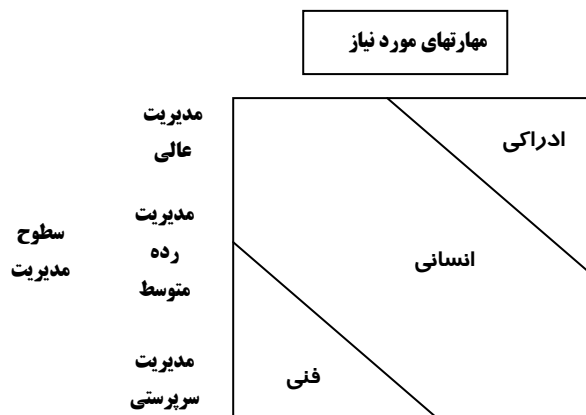 مهارتهای مورد نیاز
ادراکی
انسانی
فنی
مدیریت
عالی
مدیریت
رده
متوسط
مدیریت
سرپرستی
سطوح
مدیریت